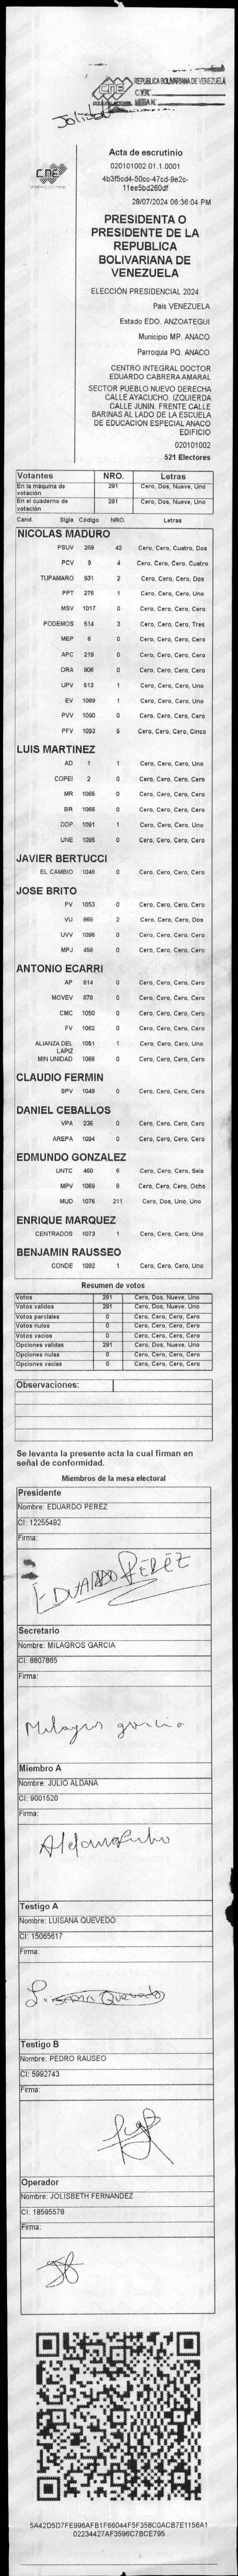 CNE
REPUBLICA BOLIVARIANA DE VENEZUELA
C.V.N°.
MESA N°.
Acta de escrutinio
020101002.01.1.0001
4b3f5cd4-50cc-47cd-9e2c-
11ee5bd260df
28/07/2024 06:36:04 PM
PRESIDENTA O
PRESIDENTE DE LA
REPUBLICA
BOLIVARIANA DE
VENEZUELA
ELECCIÓN PRESIDENCIAL 2024
Pais VENEZUELA
Estado EDO. ANZOATEGUI
Municipio MP. ANACO
Parroquia PQ. ANACO
CENTRO INTEGRAL DOCTOR
EDUARDO CABRERA AMARAL
SECTOR PUEBLO NUEVO DERECHA
CALLE AYACUCHO. IZQUIERDA
CALLE JUNIN. FRENTE CALLE
BARINAS AL LADO DE LA ESCUELA
DE EDUCACION ESPECIAL ANACO
EDIFICIO
020101002
521 Electores
Votantes NRO. Letras
En la máquina de votación 291 Cero, Dos, Nueve, Uno
En el cuaderno de votación 291 Cero, Dos, Nueve, Uno
Cand. Sigla Código NRO. Letras
NICOLAS MADURO
PSUV 269 42 Cero, Cero, Cuatro, Dos
PCV 9 4 Cero, Cero, Cero, Cuatro
TUPAMARO 931 2 Cero, Cero, Cero, Dos
PPT 276 1 Cero, Cero, Cero, Uno
MSV 1017 0 Cero, Cero, Cero, Cero
PODEMOS 514 3 Cero, Cero, Cero, Tres
MEP 6 0 Cero, Cero, Cero, Cero
APC 219 0 Cero, Cero, Cero, Cero
ORA 906 0 Cero, Cero, Cero, Cero
UPV 513 1 Cero, Cero, Cero, Uno
EV 1089 1 Cero, Cero, Cero, Uno
PVV 1090 0 Cero, Cero, Cero, Cero
PFV 1093 5 Cero, Cero, Cero, Cinco
LUIS MARTINEZ
AD 1 1 Cero, Cero, Cero, Uno
COPEI 2 0 Cero, Cero, Cero, Cero
MR 1065 0 Cero, Cero, Cero, Cero
BR 1066 0 Cero, Cero, Cero, Cero
DDP 1091 1 Cero, Cero, Cero, Uno
UNE 1095 0 Cero, Cero, Cero, Cero
JAVIER BERTUCCI
EL CAMBIO 1048 0 Cero, Cero, Cero, Cero
JOSE BRITO
PV 1053 0 Cero, Cero, Cero, Cero
VU 868 2 Cero, Cero, Cero, Dos
UVV 1096 0 Cero, Cero, Cero, Cero
MPJ 458 0 Cero, Cero, Cero, Cero
ANTONIO ECARRI
AP 814 0 Cero, Cero, Cero, Cero
MOVEV 878 0 Cero, Cero, Cero, Cero
CMC 1050 0 Cero, Cero, Cero, Cero
FV 1062 0 Cero, Cero, Cero, Cero
ALIANZA DEL LAPIZ 1051 1 Cero, Cero, Cero, Uno
MIN UNIDAD 1068 0 Cero, Cero, Cero, Cero
CLAUDIO FERMIN
SPV 1049 0 Cero, Cero, Cero, Cero
DANIEL CEBALLOS
VPA 236 0 Cero, Cero, Cero, Cero
AREPA 1094 0 Cero, Cero, Cero, Cero
EDMUNDO GONZALEZ
UNTC 460 6 Cero, Cero, Cero, Seis
MPV 1069 8 Cero, Cero, Cero, Ocho
MUD 1075 211 Cero, Dos, Uno, Uno
ENRIQUE MARQUEZ
CENTRADOS 1073 1 Cero, Cero, Cero, Uno
BENJAMIN RAUSSEO
CONDE 1092 1 Cero, Cero, Cero, Uno
Resumen de votos
Votos 291 Cero, Dos, Nueve, Uno
Votos validos 291 Cero, Dos, Nueve, Uno
Votos parciales 0 Cero, Cero, Cero, Cero
Votos nulos 0 Cero, Cero, Cero, Cero
Votos vacios 0 Cero, Cero, Cero, Cero
Opciones validas 291 Cero, Dos, Nueve, Uno
Opciones nulas 0 Cero, Cero, Cero, Cero
Opciones vacias 0 Cero, Cero, Cero, Cero
Observaciones:
Se levanta la presente acta la cual firman en
señal de conformidad.
Miembros de la mesa electoral
Presidente
Nombre: EDUARDO PEREZ
CI: 12255492
Firma:
EDUARDO PEREZ
Secretario
Nombre: MILAGROS GARCIA
CI: 8807865
Firma:
Milagros garcia
Miembro A
Nombre: JULIO ALDANA
CI: 9001520
Firma:
Testigo A
Nombre: LUISANA QUEVEDO
CI: 15065617
Firma:
Luisana Quevedo
Testigo B
Nombre: PEDRO RAUSEO
CI: 5992743
Firma:
Operador
Nombre: JOLISBETH FERNANDEZ
CI: 18595578
Firma:
5A42D5D7FE996AFB1F66044F5F358C0ACB7E1156A1
02234427AF3596C7BCE795